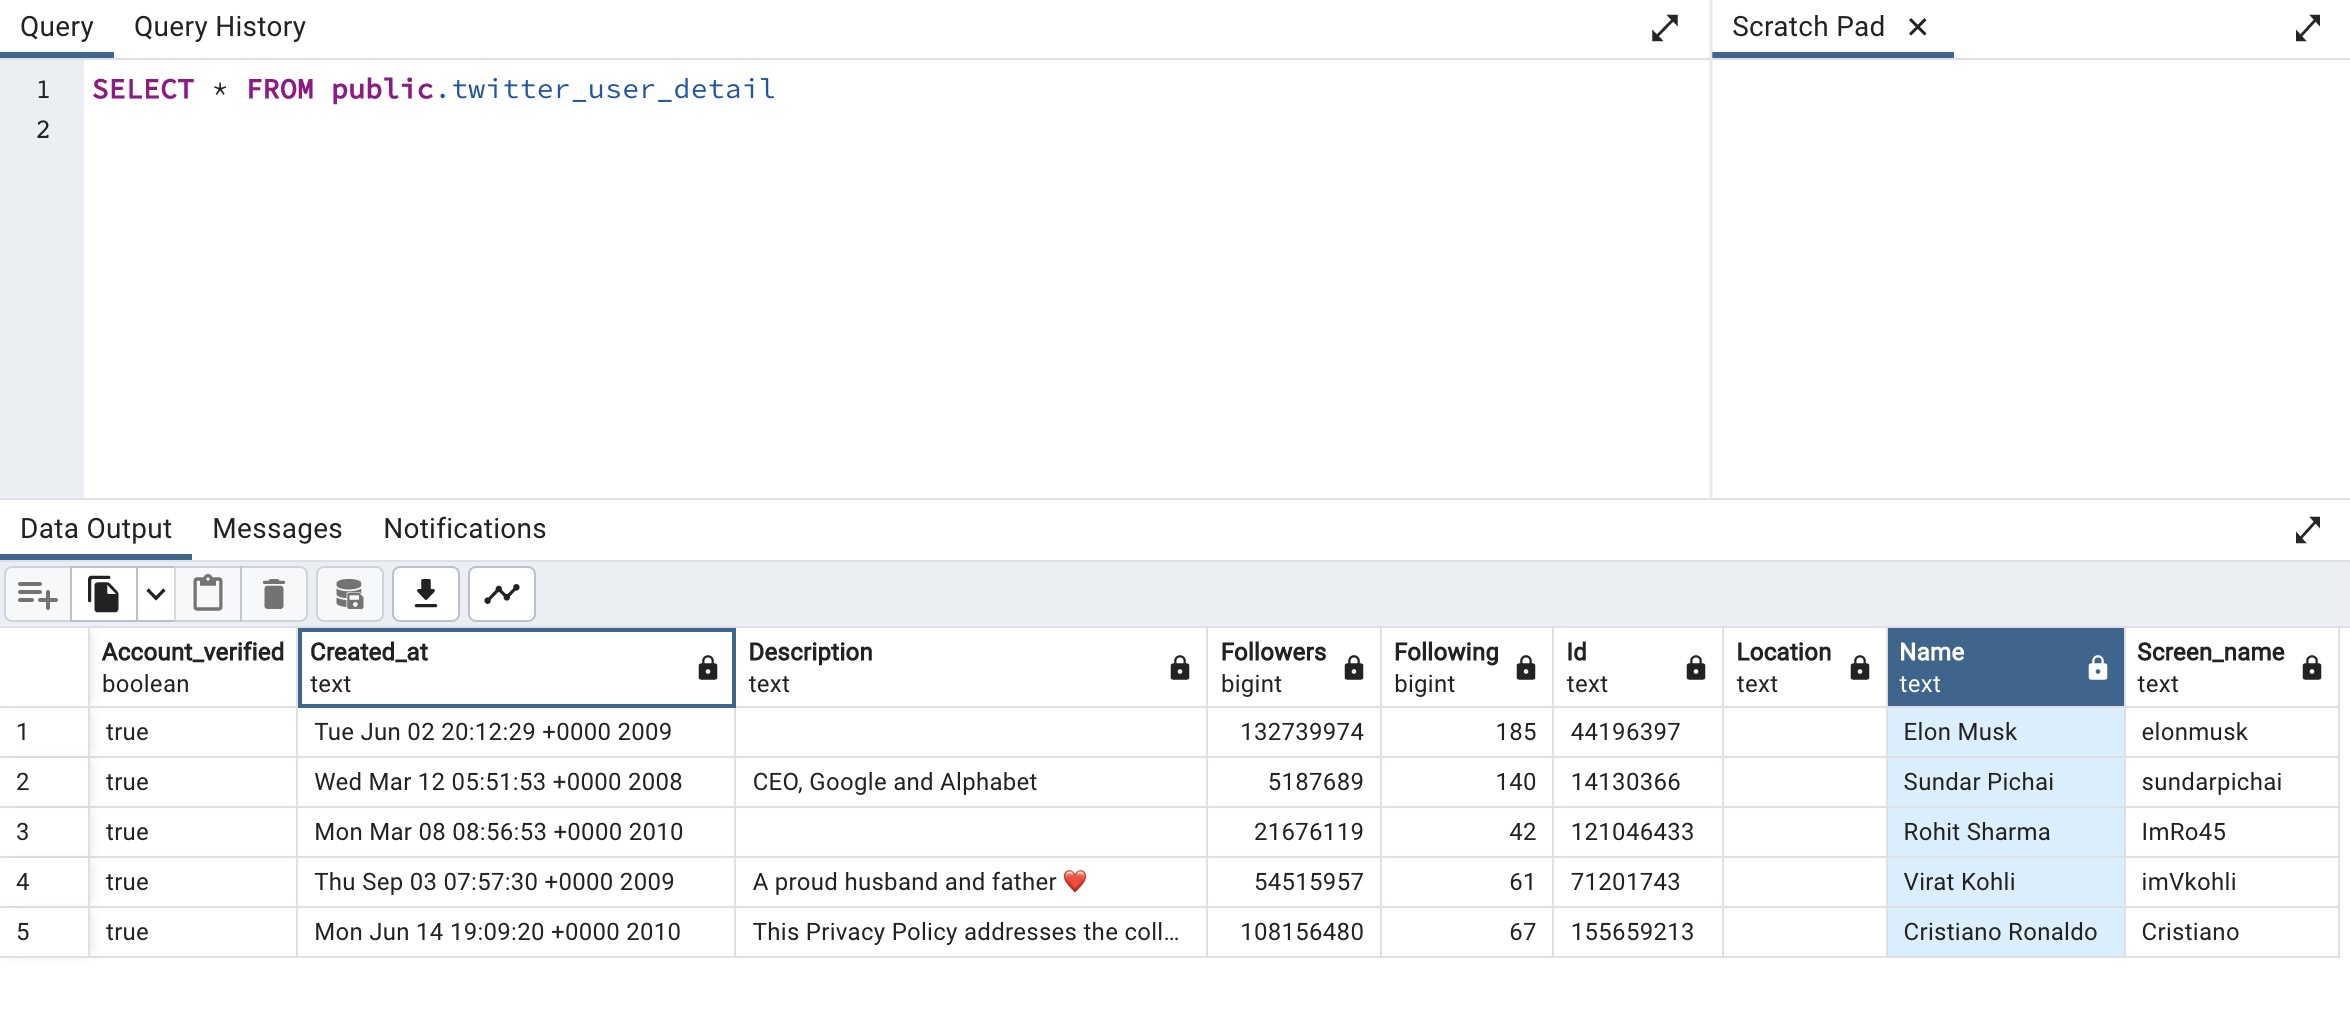 Query Query History Scratch Pad
1 SELECT * FROM public.twitter_user_detail
2
Data Output Messages Notifications
Account_verified Created_at Description Followers Following Id Location Name Screen_name
boolean text text bigint bigint text text text text
1 true Tue Jun 02 20:12:29 +0000 2009 132739974 185 44196397 Elon Musk elonmusk
2 true Wed Mar 12 05:51:53 +0000 2008 CEO, Google and Alphabet 5187689 140 14130366 Sundar Pichai sundarpichai
3 true Mon Mar 08 08:56:53 +0000 2010 21676119 42 121046433 Rohit Sharma ImRo45
4 true Thu Sep 03 07:57:30 +0000 2009 A proud husband and father ❤️ 54515957 61 71201743 Virat Kohli imVkohli
5 true Mon Jun 14 19:09:20 +0000 2010 This Privacy Policy addresses the coll... 108156480 67 155659213 Cristiano Ronaldo Cristiano